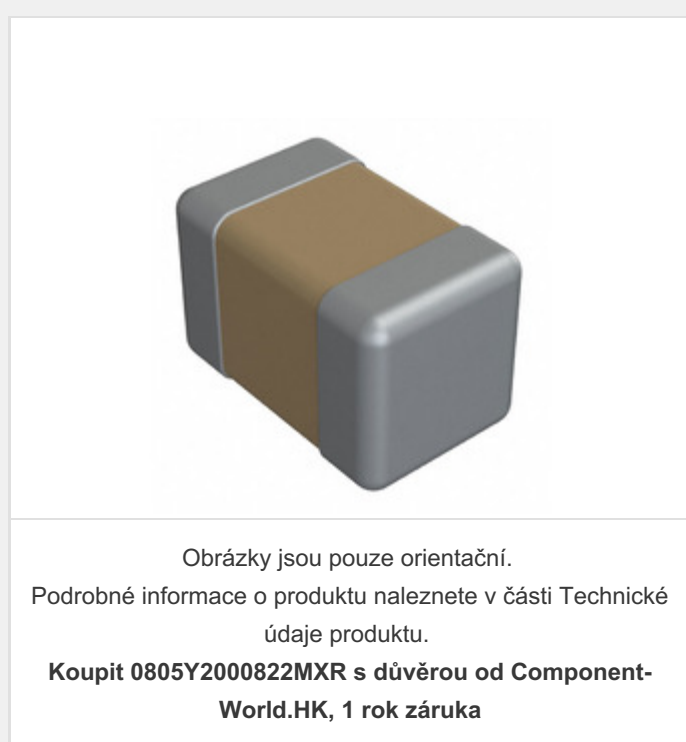 Obrázky jsou pouze orientační.
Podrobné informace o produktu naleznete v části Technické
údaje produktu.
Koupit 0805Y2000822MXR s důvěrou od Component-
World.HK, 1 rok záruka